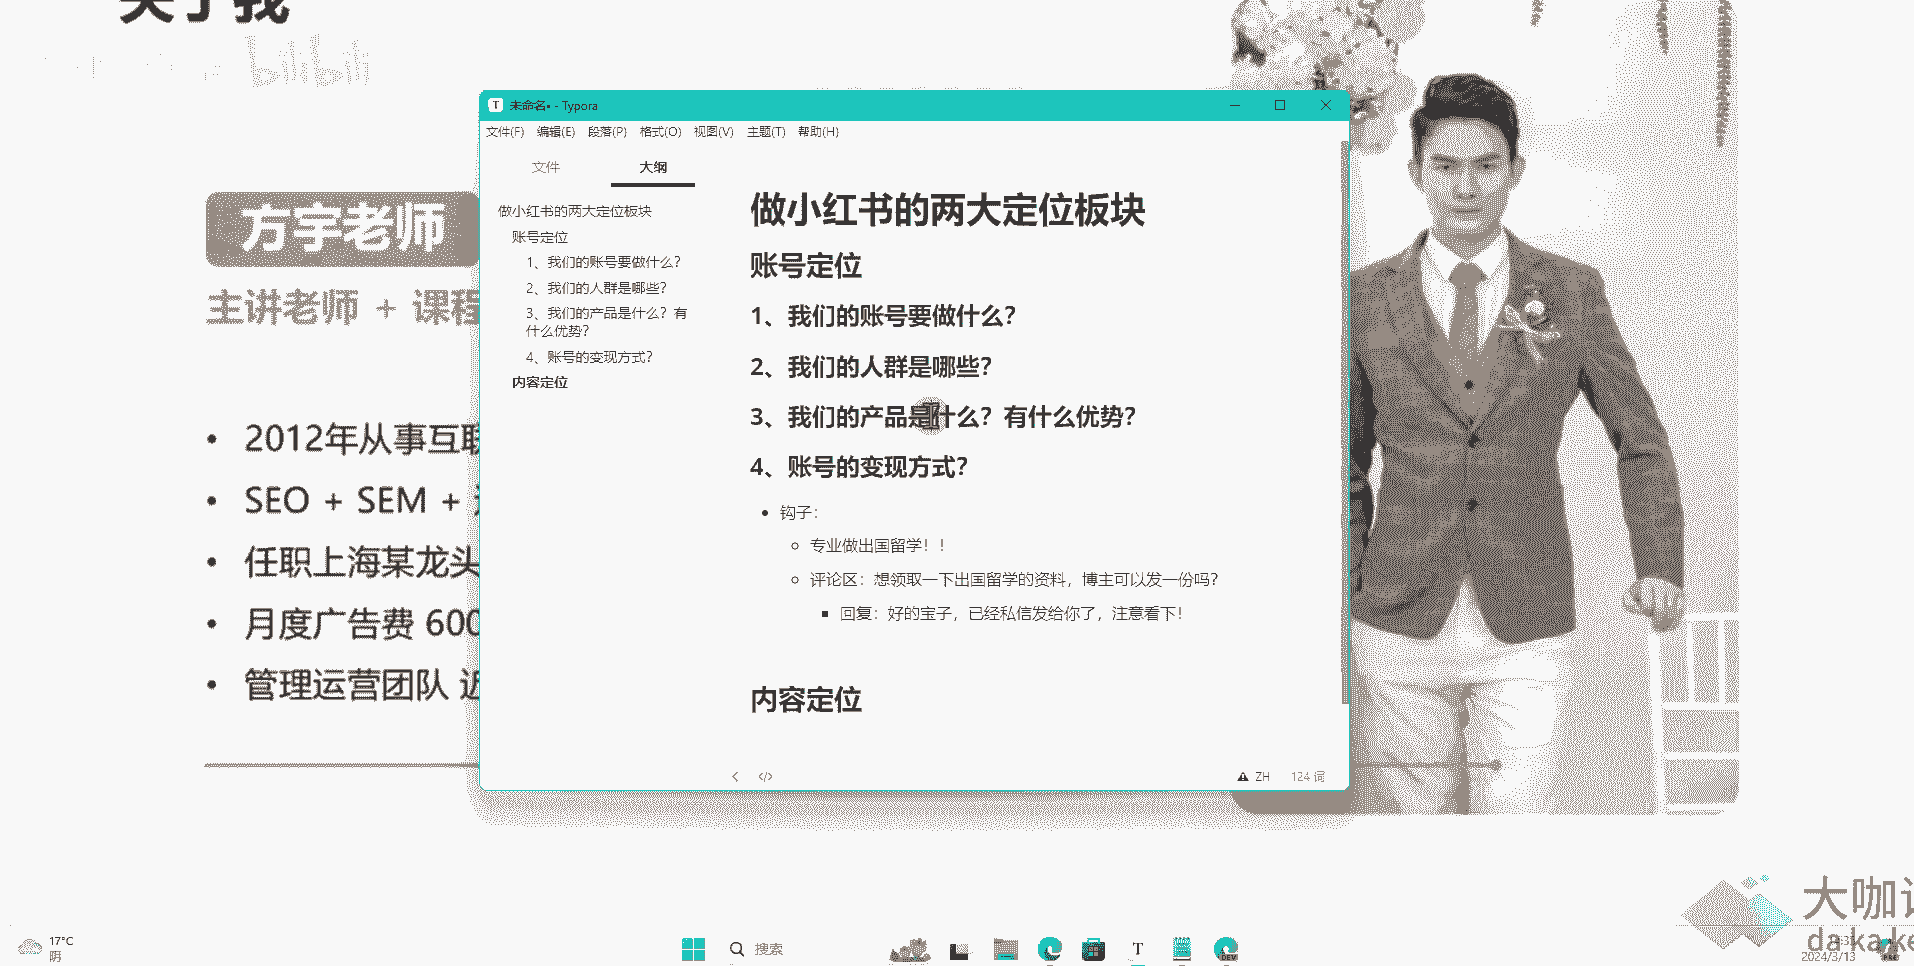 关于我
bilibili
未命名• - Typora
文件(F) 编辑(E) 段落(P) 格式(O) 视图(V) 主题(T) 帮助(H)
文件 大纲
做小红书的两大定位板块
账号定位
1、我们的账号要做什么?
2、我们的人群是哪些?
3、我们的产品是什么?有
什么优势?
4、账号的变现方式?
内容定位
做小红书的两大定位板块
账号定位
1、我们的账号要做什么?
2、我们的人群是哪些?
3、我们的产品是什么?有什么优势?
4、账号的变现方式?
钩子:
专业做出国留学!!
评论区:想领取一下出国留学的资料,博主可以发一份吗?
回复:好的宝子,已经私信发给你了,注意看下!
内容定位
ZH 124 词
方宇老师
主讲老师 + 课程
• 2012年从事互联
• SEO + SEM +
• 任职上海某龙头
• 月度广告费 600
• 管理运营团队 近
大咖
dakake
17°C
阴
搜索
2024/3/13